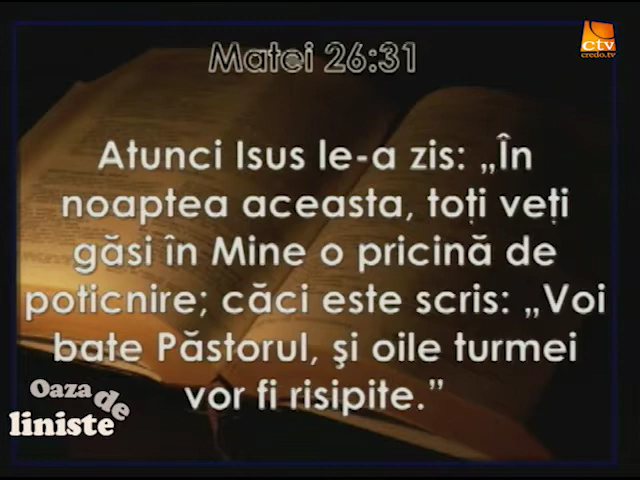 Matei 26:31
ctv
credo.tv
Atunci Isus le-a zis: „În
noaptea aceasta, toţi veţi
găsi în Mine o pricină de
poticnire; căci este scris: „Voi
bate Păstorul, şi oile turmei
vor fi risipite.”
Oaza
de
liniste